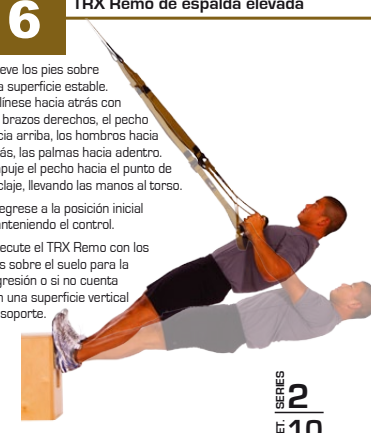 6
TRX Remo de espalda elevada
eve los pies sobre
a superficie estable.
línese hacia atrás con
brazos derechos, el pecho
cia arriba, los hombros hacia
ás, las palmas hacia adentro.
puje el pecho hacia el punto de
claje, llevando las manos al torso.
egrese a la posición inicial
anteniendo el control.
ecute el TRX Remo con los
s sobre el suelo para la
gresión o si no cuenta
n una superficie vertical
soporte.
SERIES 2
ET. 10